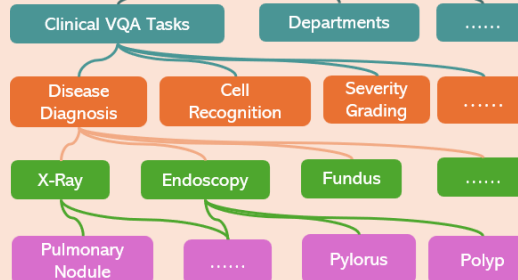 Clinical VQA Tasks
Departments
......
Disease
Diagnosis
Cell
Recognition
Severity
Grading
......
X-Ray
Endoscopy
Fundus
......
Pulmonary
Nodule
......
Pylorus
Polyp